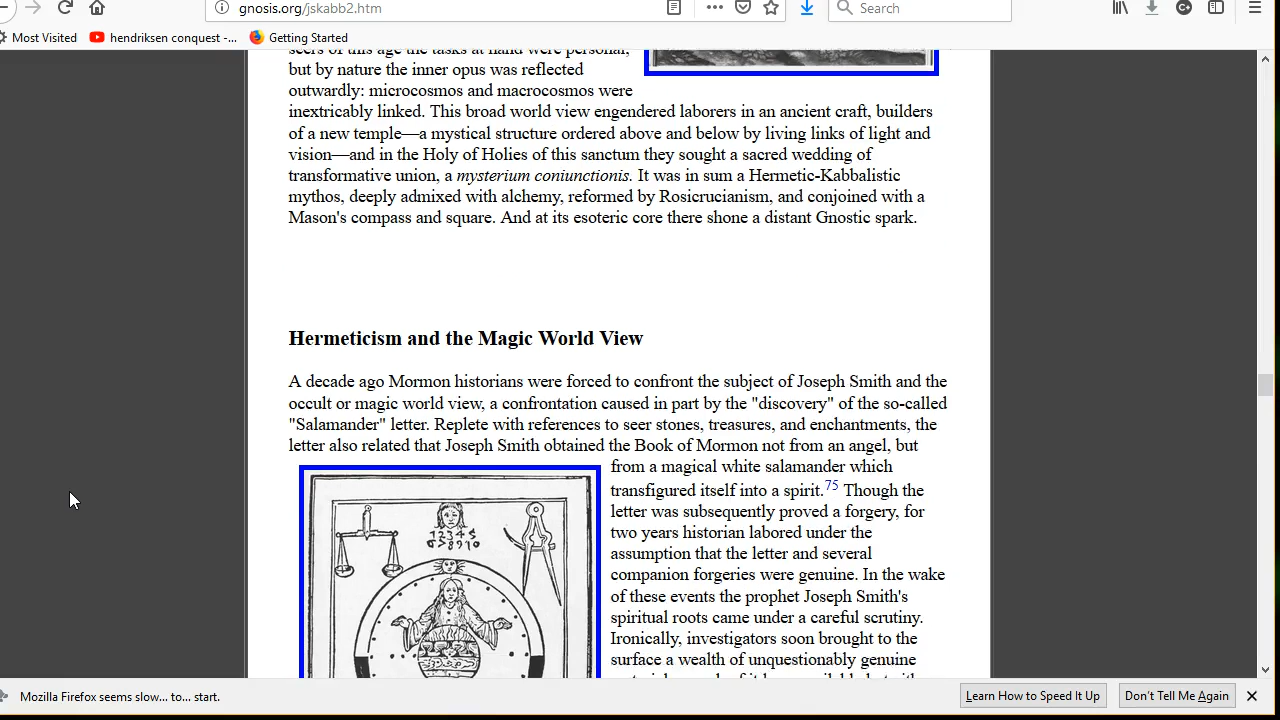 gnosis.org/jskabb2.htm
Search
Most Visited
hendriksen conquest -...
Getting Started
seers of this age the tasks at hand were personal,
but by nature the inner opus was reflected
outwardly: microcosmos and macrocosmos were
inextricably linked. This broad world view engendered laborers in an ancient craft, builders
of a new temple—a mystical structure ordered above and below by living links of light and
vision—and in the Holy of Holies of this sanctum they sought a sacred wedding of
transformative union, a mysterium coniunctionis. It was in sum a Hermetic-Kabbalistic
mythos, deeply admixed with alchemy, reformed by Rosicrucianism, and conjoined with a
Mason's compass and square. And at its esoteric core there shone a distant Gnostic spark.
Hermeticism and the Magic World View
A decade ago Mormon historians were forced to confront the subject of Joseph Smith and the
occult or magic world view, a confrontation caused in part by the "discovery" of the so-called
"Salamander" letter. Replete with references to seer stones, treasures, and enchantments, the
letter also related that Joseph Smith obtained the Book of Mormon not from an angel, but
from a magical white salamander which
transfigured itself into a spirit.75 Though the
letter was subsequently proved a forgery, for
two years historian labored under the
assumption that the letter and several
companion forgeries were genuine. In the wake
of these events the prophet Joseph Smith's
spiritual roots came under a careful scrutiny.
Ironically, investigators soon brought to the
surface a wealth of unquestionably genuine
12345
Mozilla Firefox seems slow... to... start.
Learn How to Speed It Up
Don't Tell Me Again